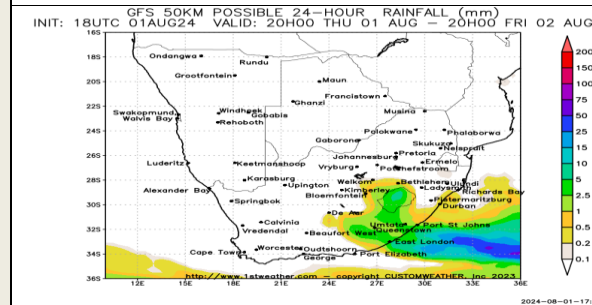 GFS 50KM POSSIBLE 24-HOUR RAINFALL (mm)
INIT: 18UTC 01AUG24 VALID: 20H00 THU 01 AUG – 20H00 FRI 02 AUG
16S
18S
20S
22S
24S
26S
28S
30S
32S
34S
36S
Ondangwa
Rundu
Grootfontein
Maun
Francistown
Ghanzi
Musina
Swakopmund
Walvis Bay
Windhoek
Gobabis
Rehoboth
Polokwane
Phalaborwa
Gaborone
Skukuza
Nelspruit
Johannesburg
Pretoria
Luderitz
Keetmanshoop
Vryburg
Potchefstroom
Ermelo
Karasburg
Upington
Welkom
Bethlehem
Ulundi
Alexander Bay
Kimberley
Ladysmith
Richards Bay
Springbok
Bloemfontein
Pietermaritzburg
Durban
De Aar
Calvinia
Vredendal
Umtata
Port St Johns
Beaufort West
Queenstown
East London
Cape Town
Worcester
Oudtshoorn
George
Port Elizabeth
http://www.1stweather.com – copyright CUSTOMWEATHER, Inc 2023
12E 15E 18E 21E 24E 27E 30E 33E 36E
200
150
100
75
50
25
15
10
5
2.5
1
0.5
0.2
0.1
2024-08-01-17: